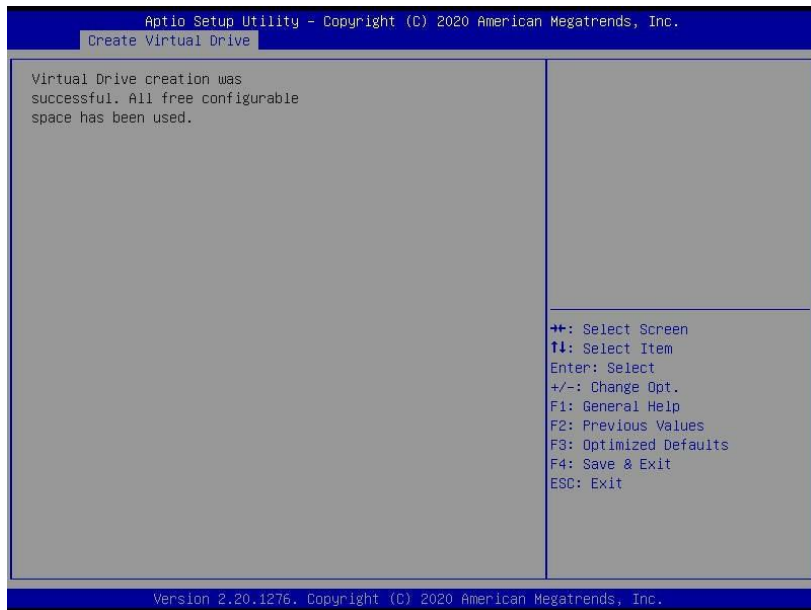 Aptio Setup Utility – Copyright (C) 2020 American Megatrends, Inc.
Create Virtual Drive
Virtual Drive creation was
successful. All free configurable
space has been used.
→←: Select Screen
↑↓: Select Item
Enter: Select
+/-: Change Opt.
F1: General Help
F2: Previous Values
F3: Optimized Defaults
F4: Save & Exit
ESC: Exit
Version 2.20.1276. Copyright (C) 2020 American Megatrends, Inc.